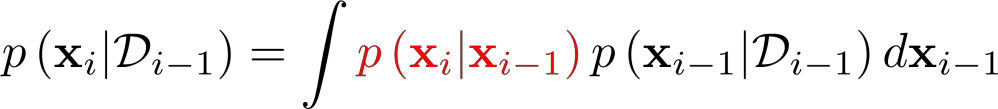 p (𝐱ᵢ|𝒟ᵢ₋₁) = ∫ p (𝐱ᵢ|𝐱ᵢ₋₁) p (𝐱ᵢ₋₁|𝒟ᵢ₋₁) d𝐱ᵢ₋₁